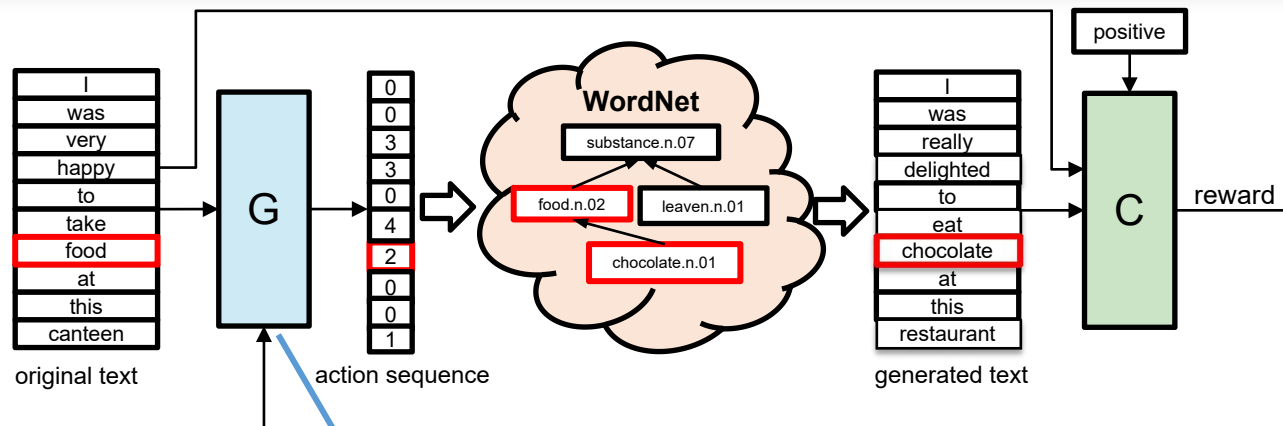 I
was
very
happy
to
take
food
at
this
canteen
original text
G
0
0
3
3
0
4
2
0
0
1
action sequence
WordNet
substance.n.07
food.n.02
leaven.n.01
chocolate.n.01
I
was
really
delighted
to
eat
chocolate
at
this
restaurant
generated text
positive
C
reward